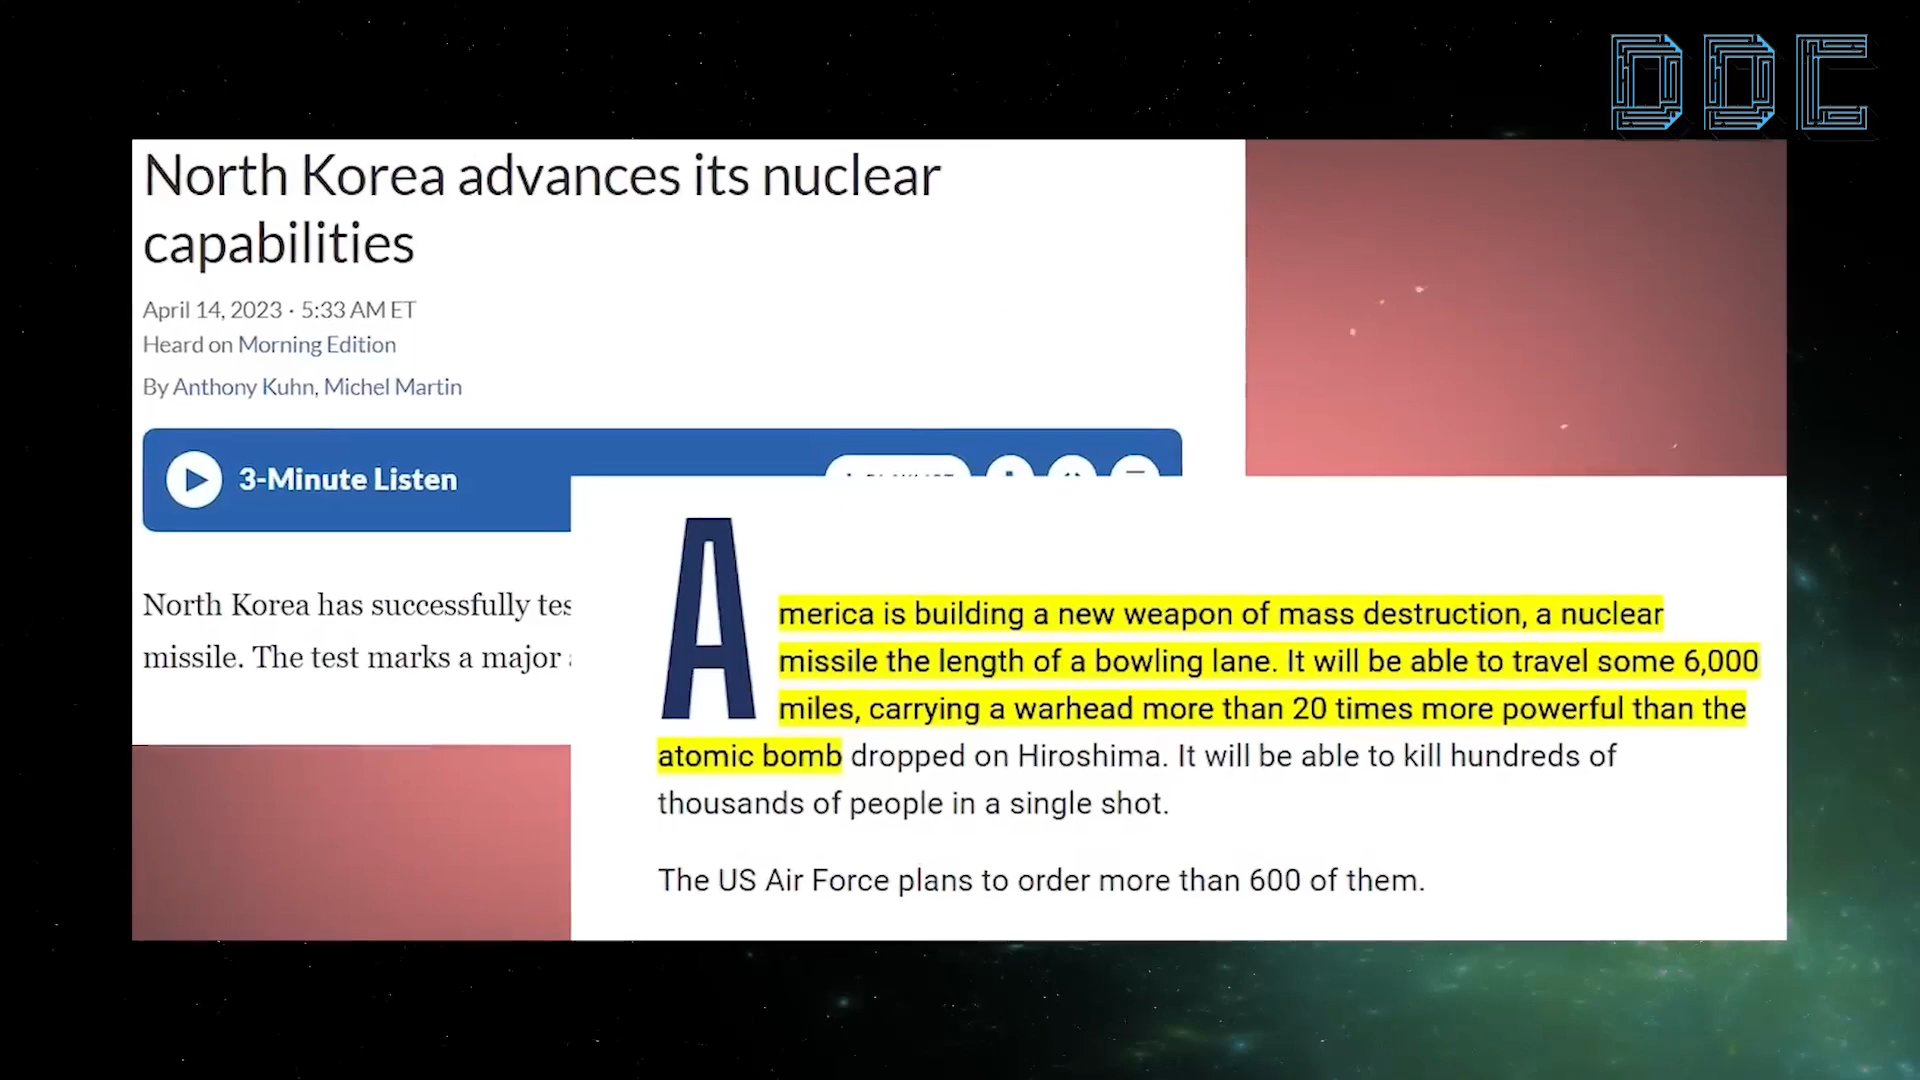 DDC
North Korea advances its nuclear
capabilities
April 14, 2023 · 5:33 AM ET
Heard on Morning Edition
By Anthony Kuhn, Michel Martin
3-Minute Listen
North Korea has successfully
missile. The test marks a major
America is building a new weapon of mass destruction, a nuclear
missile the length of a bowling lane. It will be able to travel some 6,000
miles, carrying a warhead more than 20 times more powerful than the
atomic bomb dropped on Hiroshima. It will be able to kill hundreds of
thousands of people in a single shot.
The US Air Force plans to order more than 600 of them.